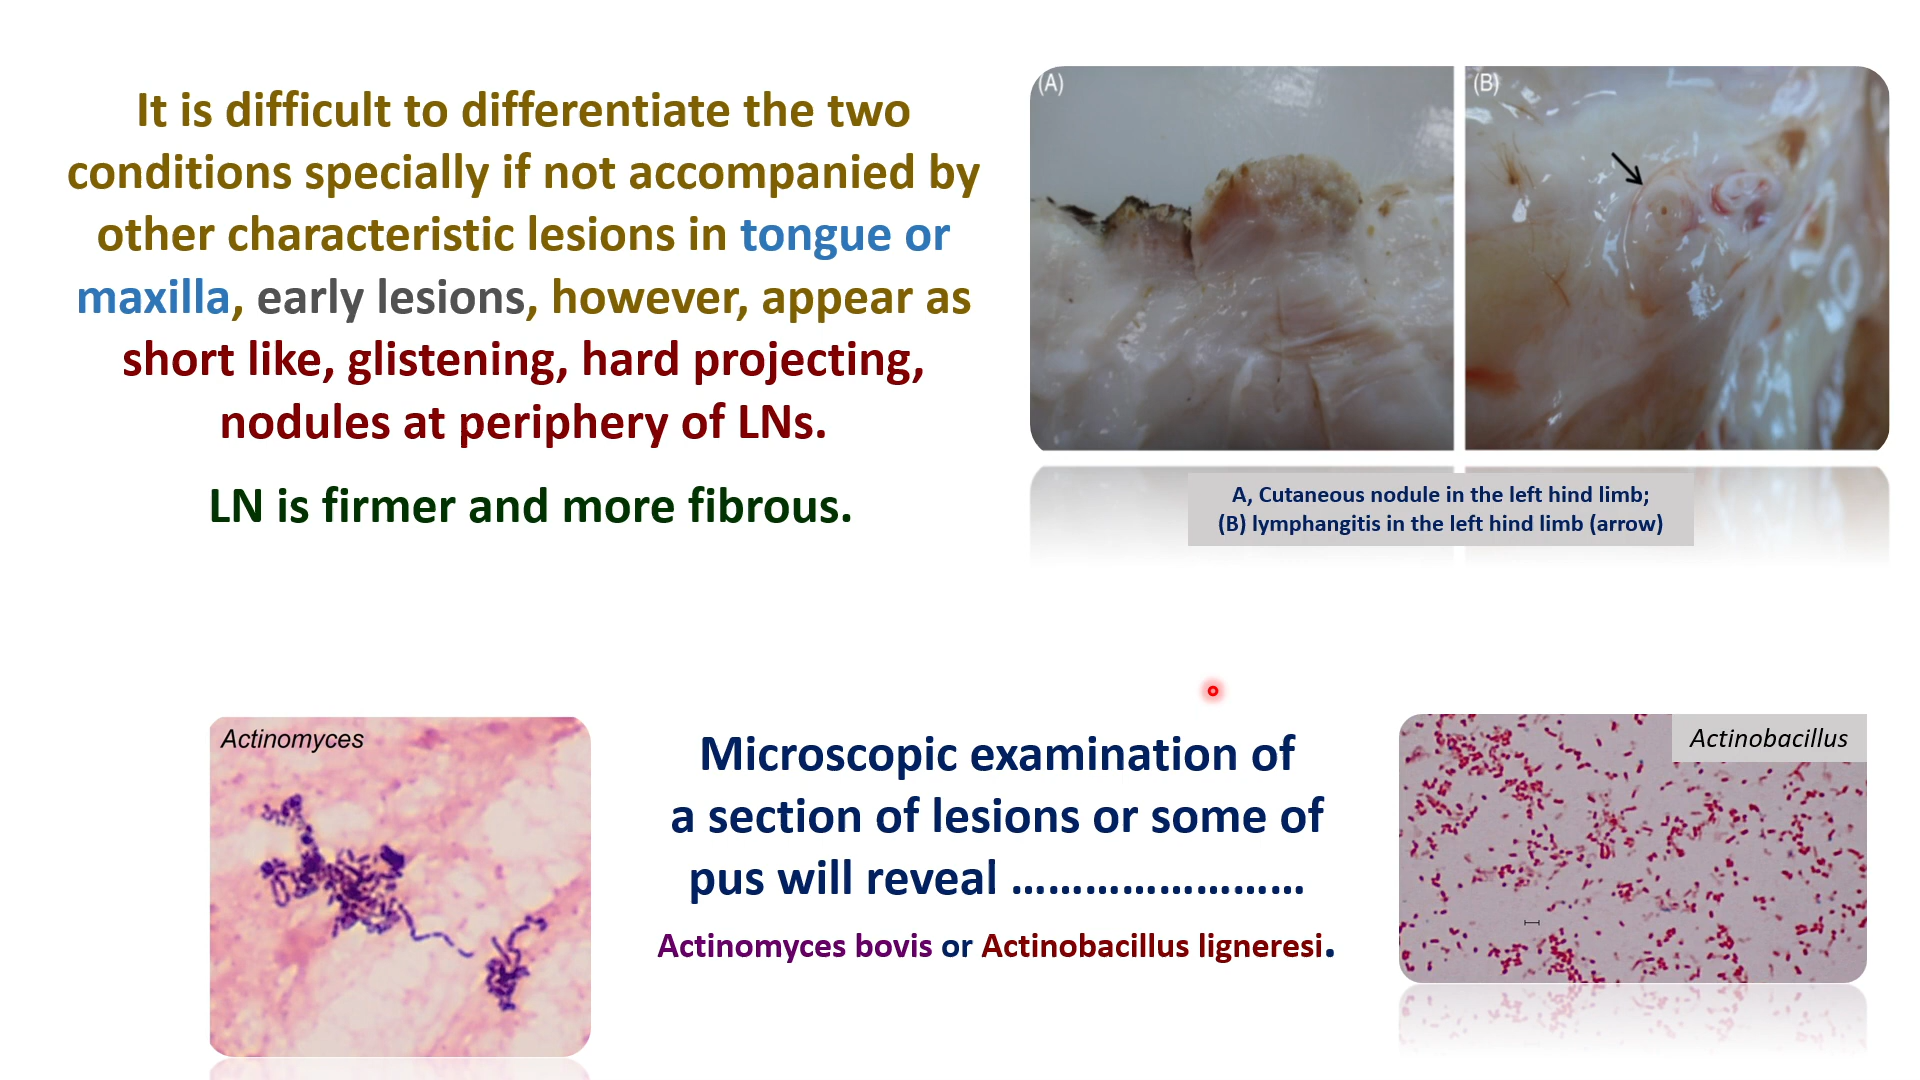 It is difficult to differentiate the two
conditions specially if not accompanied by
other characteristic lesions in tongue or
maxilla, early lesions, however, appear as
short like, glistening, hard projecting,
nodules at periphery of LNs.
LN is firmer and more fibrous.
(A)
(B)
A, Cutaneous nodule in the left hind limb;
(B) lymphangitis in the left hind limb (arrow)
Actinomyces
Microscopic examination of
a section of lesions or some of
pus will reveal ........................
Actinomyces bovis or Actinobacillus ligneresi.
Actinobacillus